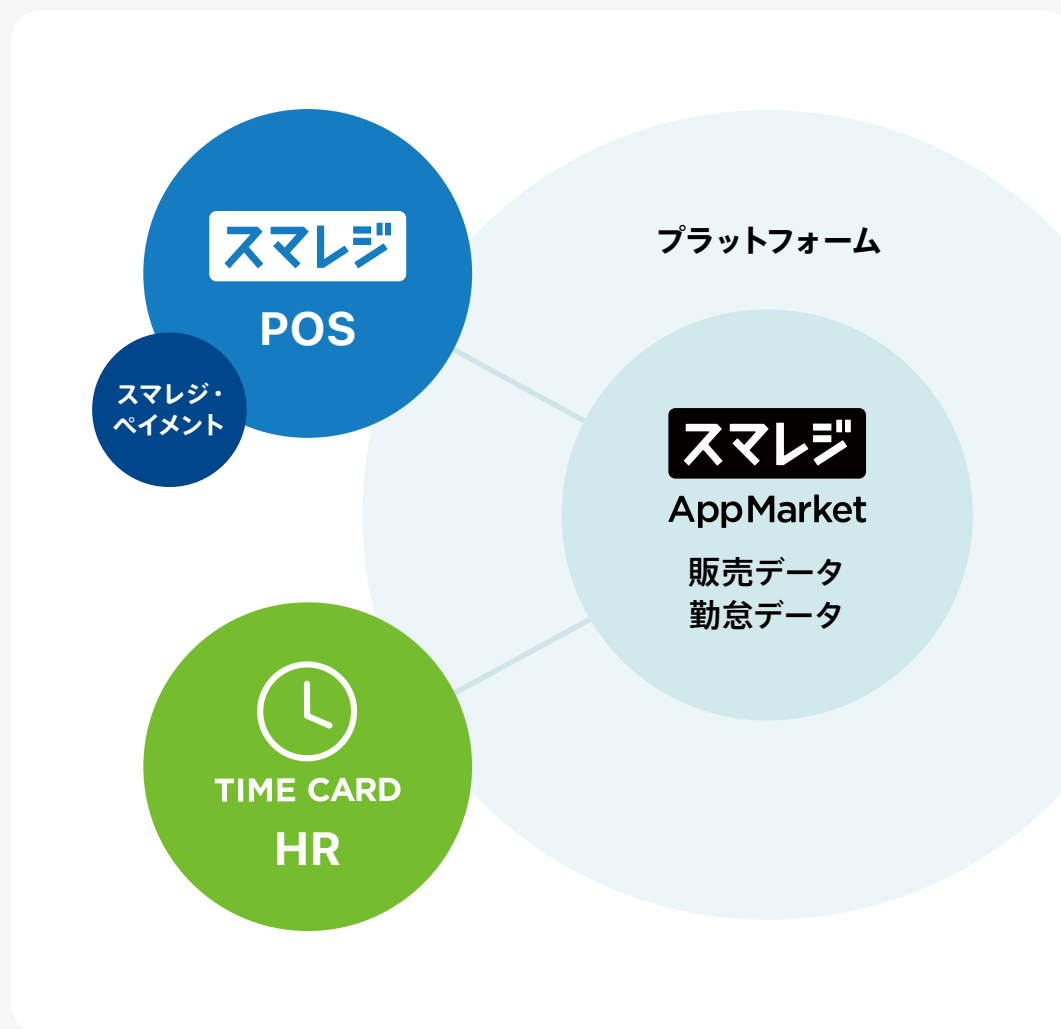 スマレジ
POS
スマレジ・
ペイメント
プラットフォーム
スマレジ
AppMarket
販売データ
勤怠データ
TIME CARD
HR